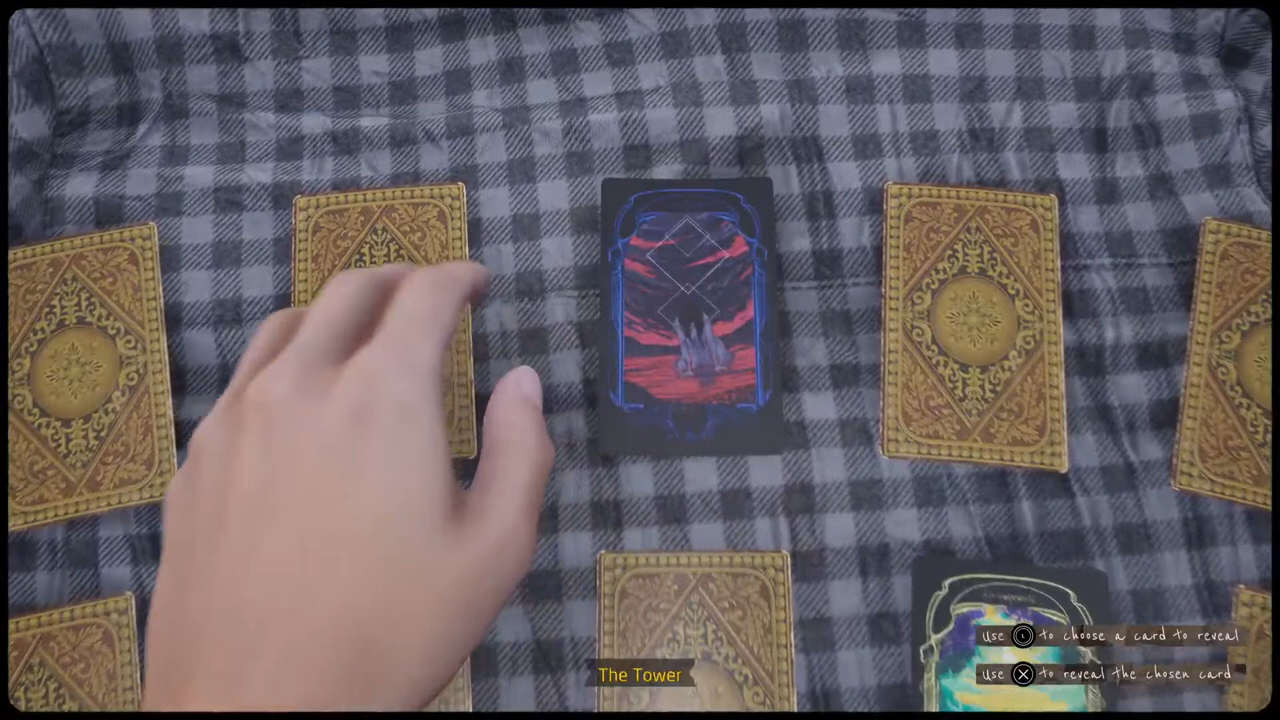 use L to choose a card to reveal
The Tower
use X to reveal the chosen card